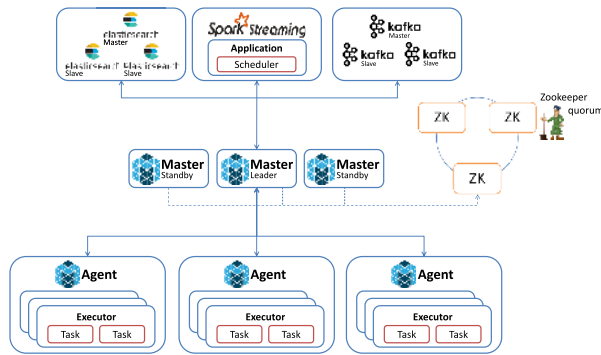 elasticsearch
Master
elasticsearch
Slave
elasticsearch
Slave
Spark Streaming
Application
Scheduler
kafka
Master
kafka
Slave
kafka
Slave
Zookeeper
quorum
ZK
ZK
ZK
Master
Standby
Master
Leader
Master
Standby
Agent
Executor
Task
Task
Agent
Executor
Task
Task
Agent
Executor
Task
Task